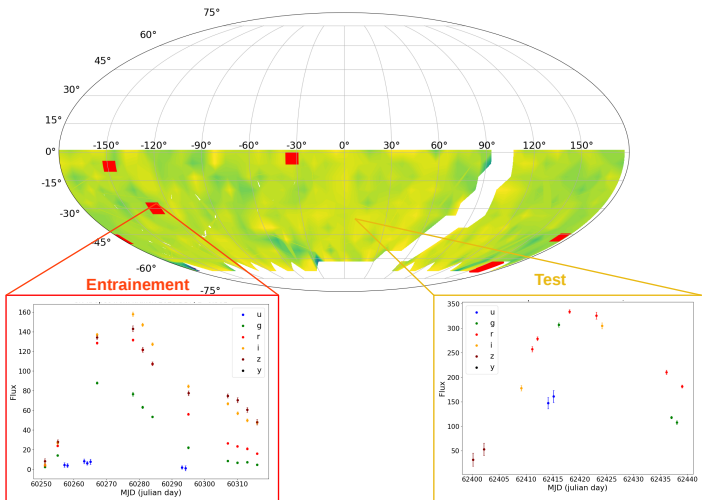 75°
60°
45°
30°
15°
-150° -120° -90° -60° -30° 0° 30° 60° 90° 120° 150°
0°
-15°
-30°
-45°
-60°
-75°
Entrainement
Test
160
140
120
100
80
60
40
20
0
Flux
u
g
r
i
z
y
60250 60260 60270 60280 60290 60300 60310
MJD (julian day)
350
300
250
200
150
100
50
Flux
u
g
r
i
z
y
62400 62405 62410 62415 62420 62425 62430 62435 62440
MJD (julian day)